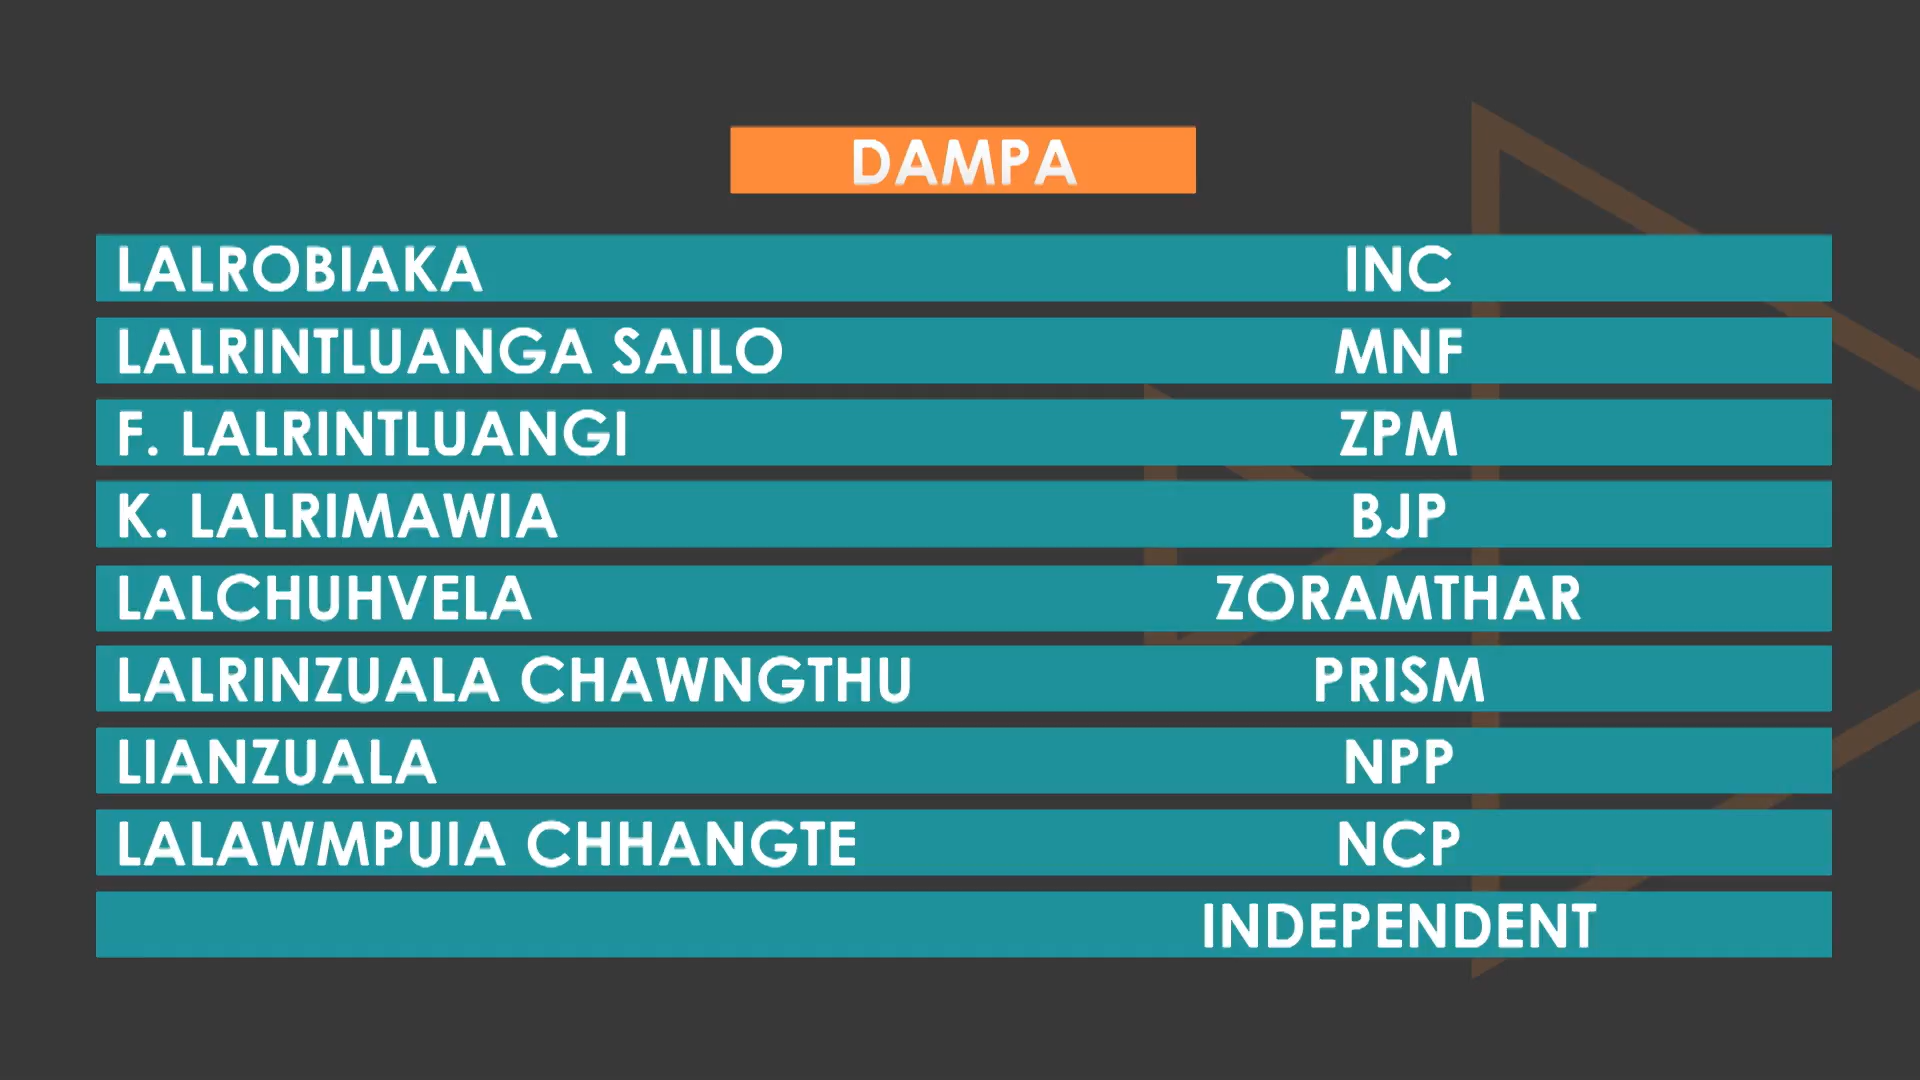 DAMPA
LALROBIAKA INC
LALRINTLUANGA SAILO MNF
F. LALRINTLUANGI ZPM
K. LALRIMAWIA BJP
LALCHUHVELA ZORAMTHAR
LALRINZUALA CHAWNGTHU PRISM
LIANZUALA NPP
LALAWMPUIA CHHANGTE NCP
INDEPENDENT